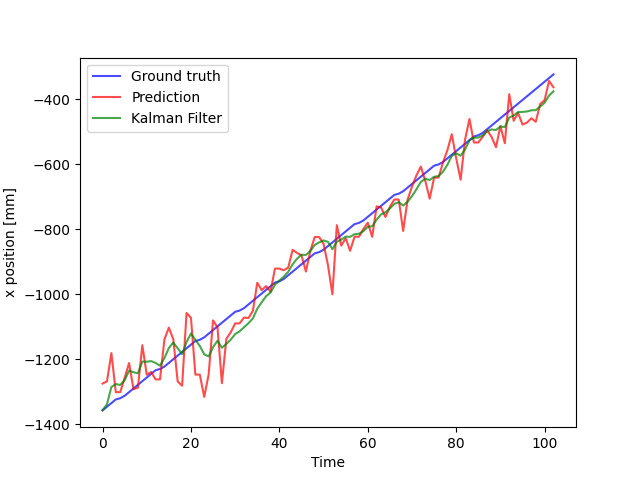 Ground truth
Prediction
Kalman Filter
−400
−600
−800
−1000
−1200
−1400
x position [mm]
0 20 40 60 80 100
Time